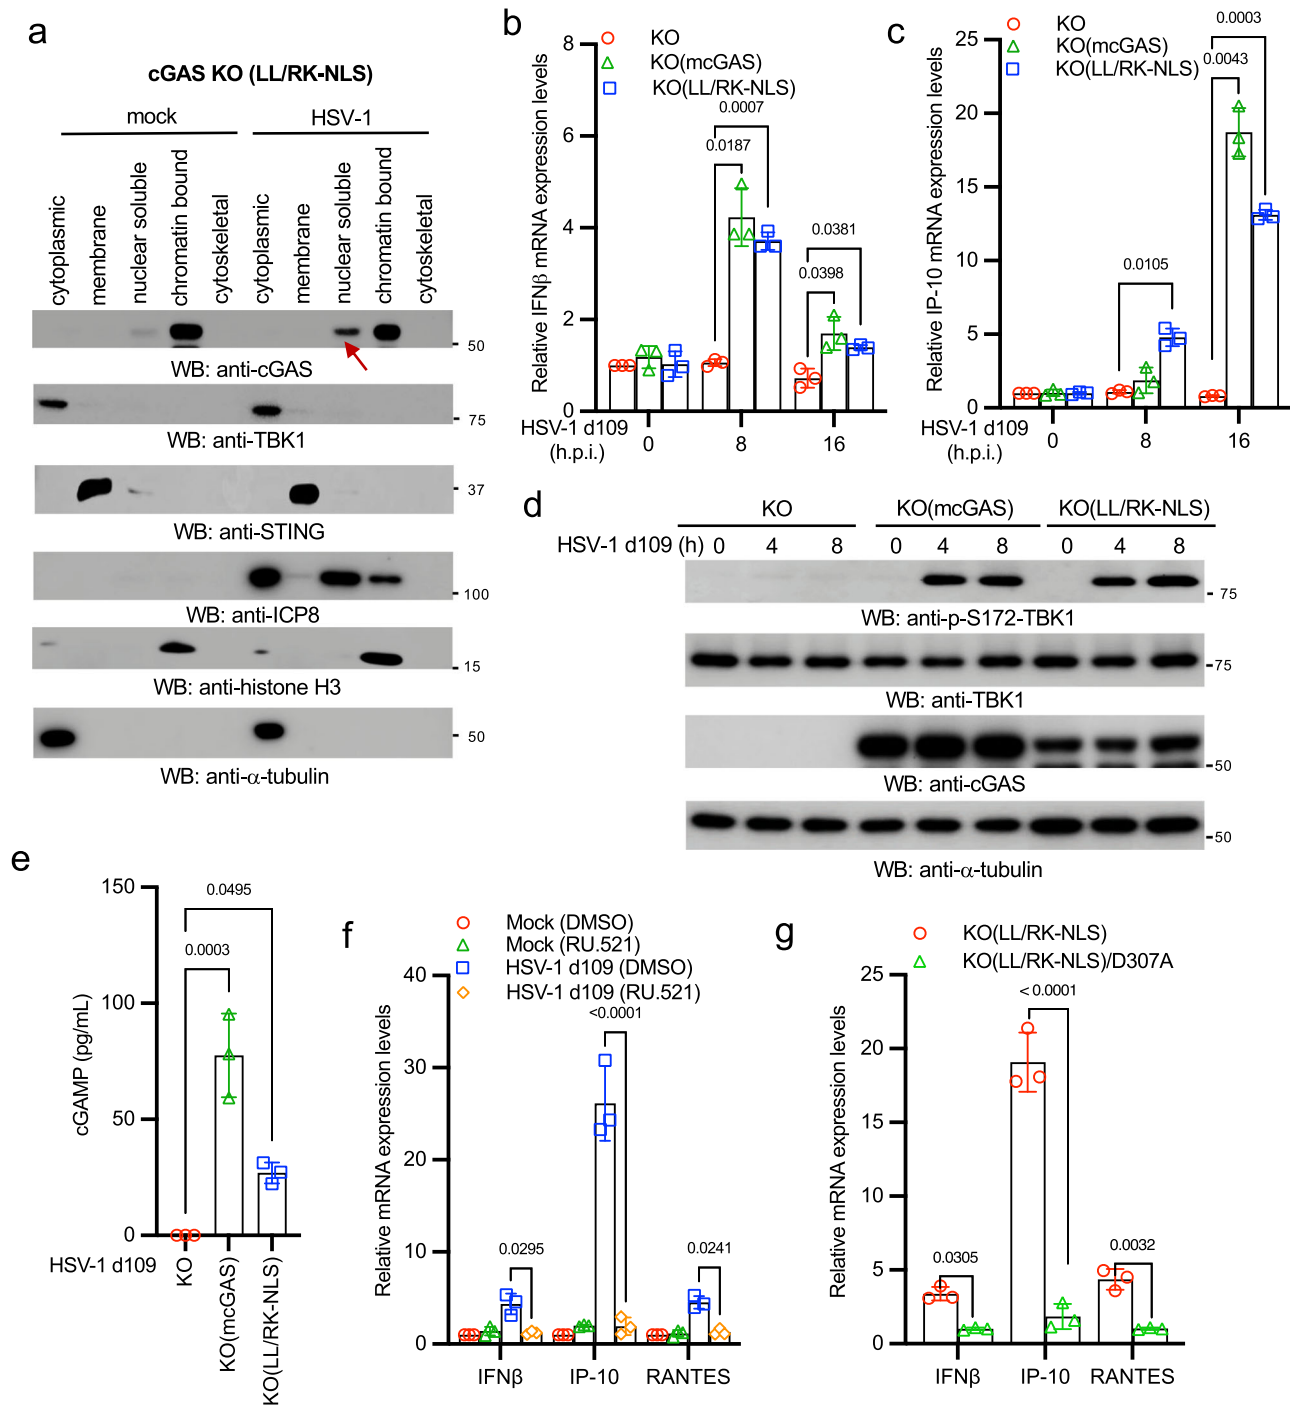 a
cGAS KO (LL/RK-NLS)
mock
HSV-1
cytoplasmic
membrane
nuclear soluble
chromatin bound
cytoskeletal
cytoplasmic
membrane
nuclear soluble
chromatin bound
cytoskeletal
50
WB: anti-cGAS
75
WB: anti-TBK1
37
WB: anti-STING
100
WB: anti-ICP8
15
WB: anti-histone H3
50
WB: anti-α-tubulin
b
KO
KO(mcGAS)
KO(LL/RK-NLS)
Relative IFNβ mRNA expression levels
8
6
4
2
0
0.0007
0.0187
0.0381
0.0398
HSV-1 d109
(h.p.i.)
0
8
16
c
KO
KO(mcGAS)
KO(LL/RK-NLS)
Relative IP-10 mRNA expression levels
25
20
15
10
5
0
0.0003
0.0043
0.0105
HSV-1 d109
(h.p.i.)
0
8
16
d
KO
KO(mcGAS)
KO(LL/RK-NLS)
HSV-1 d109 (h) 0 4 8 0 4 8 0 4 8
75
WB: anti-p-S172-TBK1
75
WB: anti-TBK1
50
WB: anti-cGAS
50
WB: anti-α-tubulin
e
cGAMP (pg/mL)
150
100
50
0
0.0495
0.0003
HSV-1 d109
KO
KO(mcGAS)
KO(LL/RK-NLS)
f
Mock (DMSO)
Mock (RU.521)
HSV-1 d109 (DMSO)
HSV-1 d109 (RU.521)
Relative mRNA expression levels
40
30
20
10
0
<0.0001
0.0295
0.0241
IFNβ
IP-10
RANTES
g
KO(LL/RK-NLS)
KO(LL/RK-NLS)/D307A
Relative mRNA expression levels
25
20
15
10
5
0
< 0.0001
0.0305
0.0032
IFNβ
IP-10
RANTES